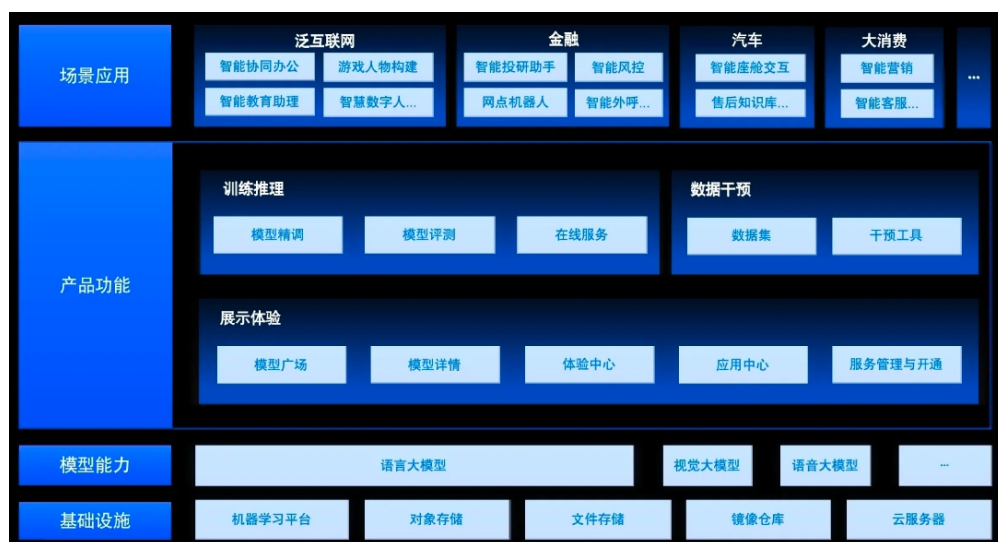 场景应用
泛互联网
智能协同办公 游戏人物构建
智能教育助理 智慧数字人...
金融
智能投研助手 智能风控
网点机器人 智能外呼...
汽车
智能座舱交互
售后知识库...
大消费
智能营销
智能客服...
...
产品功能
训练推理
模型精调 模型评测 在线服务
数据干预
数据集 干预工具
展示体验
模型广场 模型详情 体验中心 应用中心 服务管理与开通
模型能力
语言大模型 视觉大模型 语音大模型 ...
基础设施
机器学习平台 对象存储 文件存储 镜像仓库 云服务器